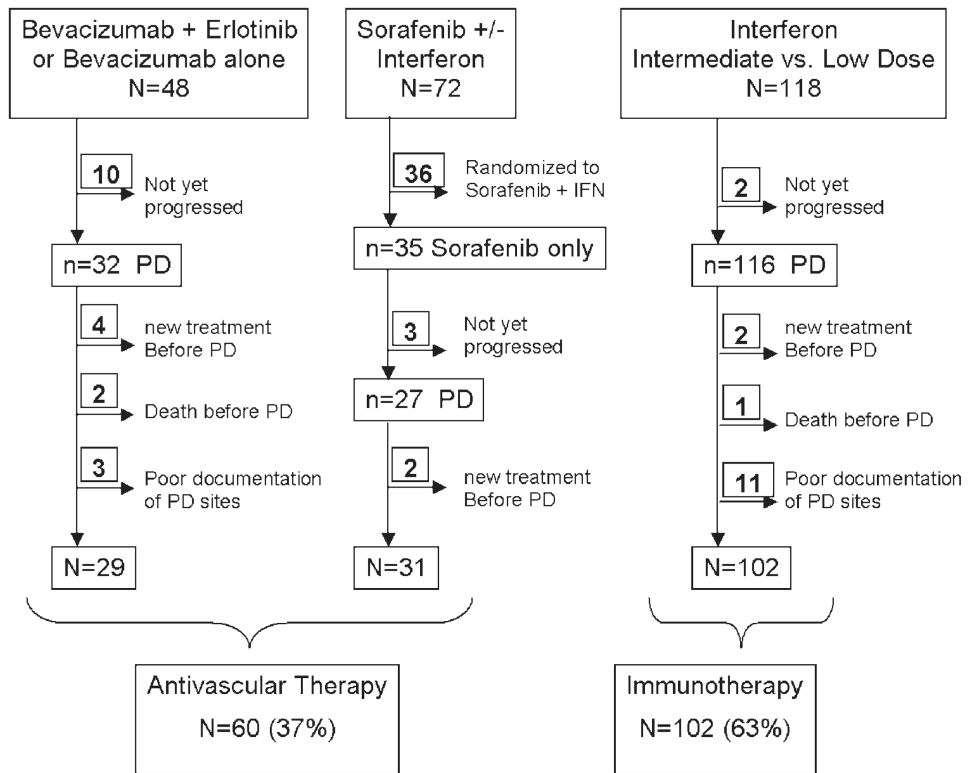 Bevacizumab + Erlotinib
or Bevacizumab alone
N=48
10
Not yet
progressed
n=32 PD
4
new treatment
Before PD
2
Death before PD
3
Poor documentation
of PD sites
N=29
Sorafenib +/-
Interferon
N=72
36
Randomized to
Sorafenib + IFN
n=35 Sorafenib only
3
Not yet
progressed
n=27 PD
2
new treatment
Before PD
N=31
Interferon
Intermediate vs. Low Dose
N=118
2
Not yet
progressed
n=116 PD
2
new treatment
Before PD
1
Death before PD
11
Poor documentation
of PD sites
N=102
Antivascular Therapy
N=60 (37%)
Immunotherapy
N=102 (63%)